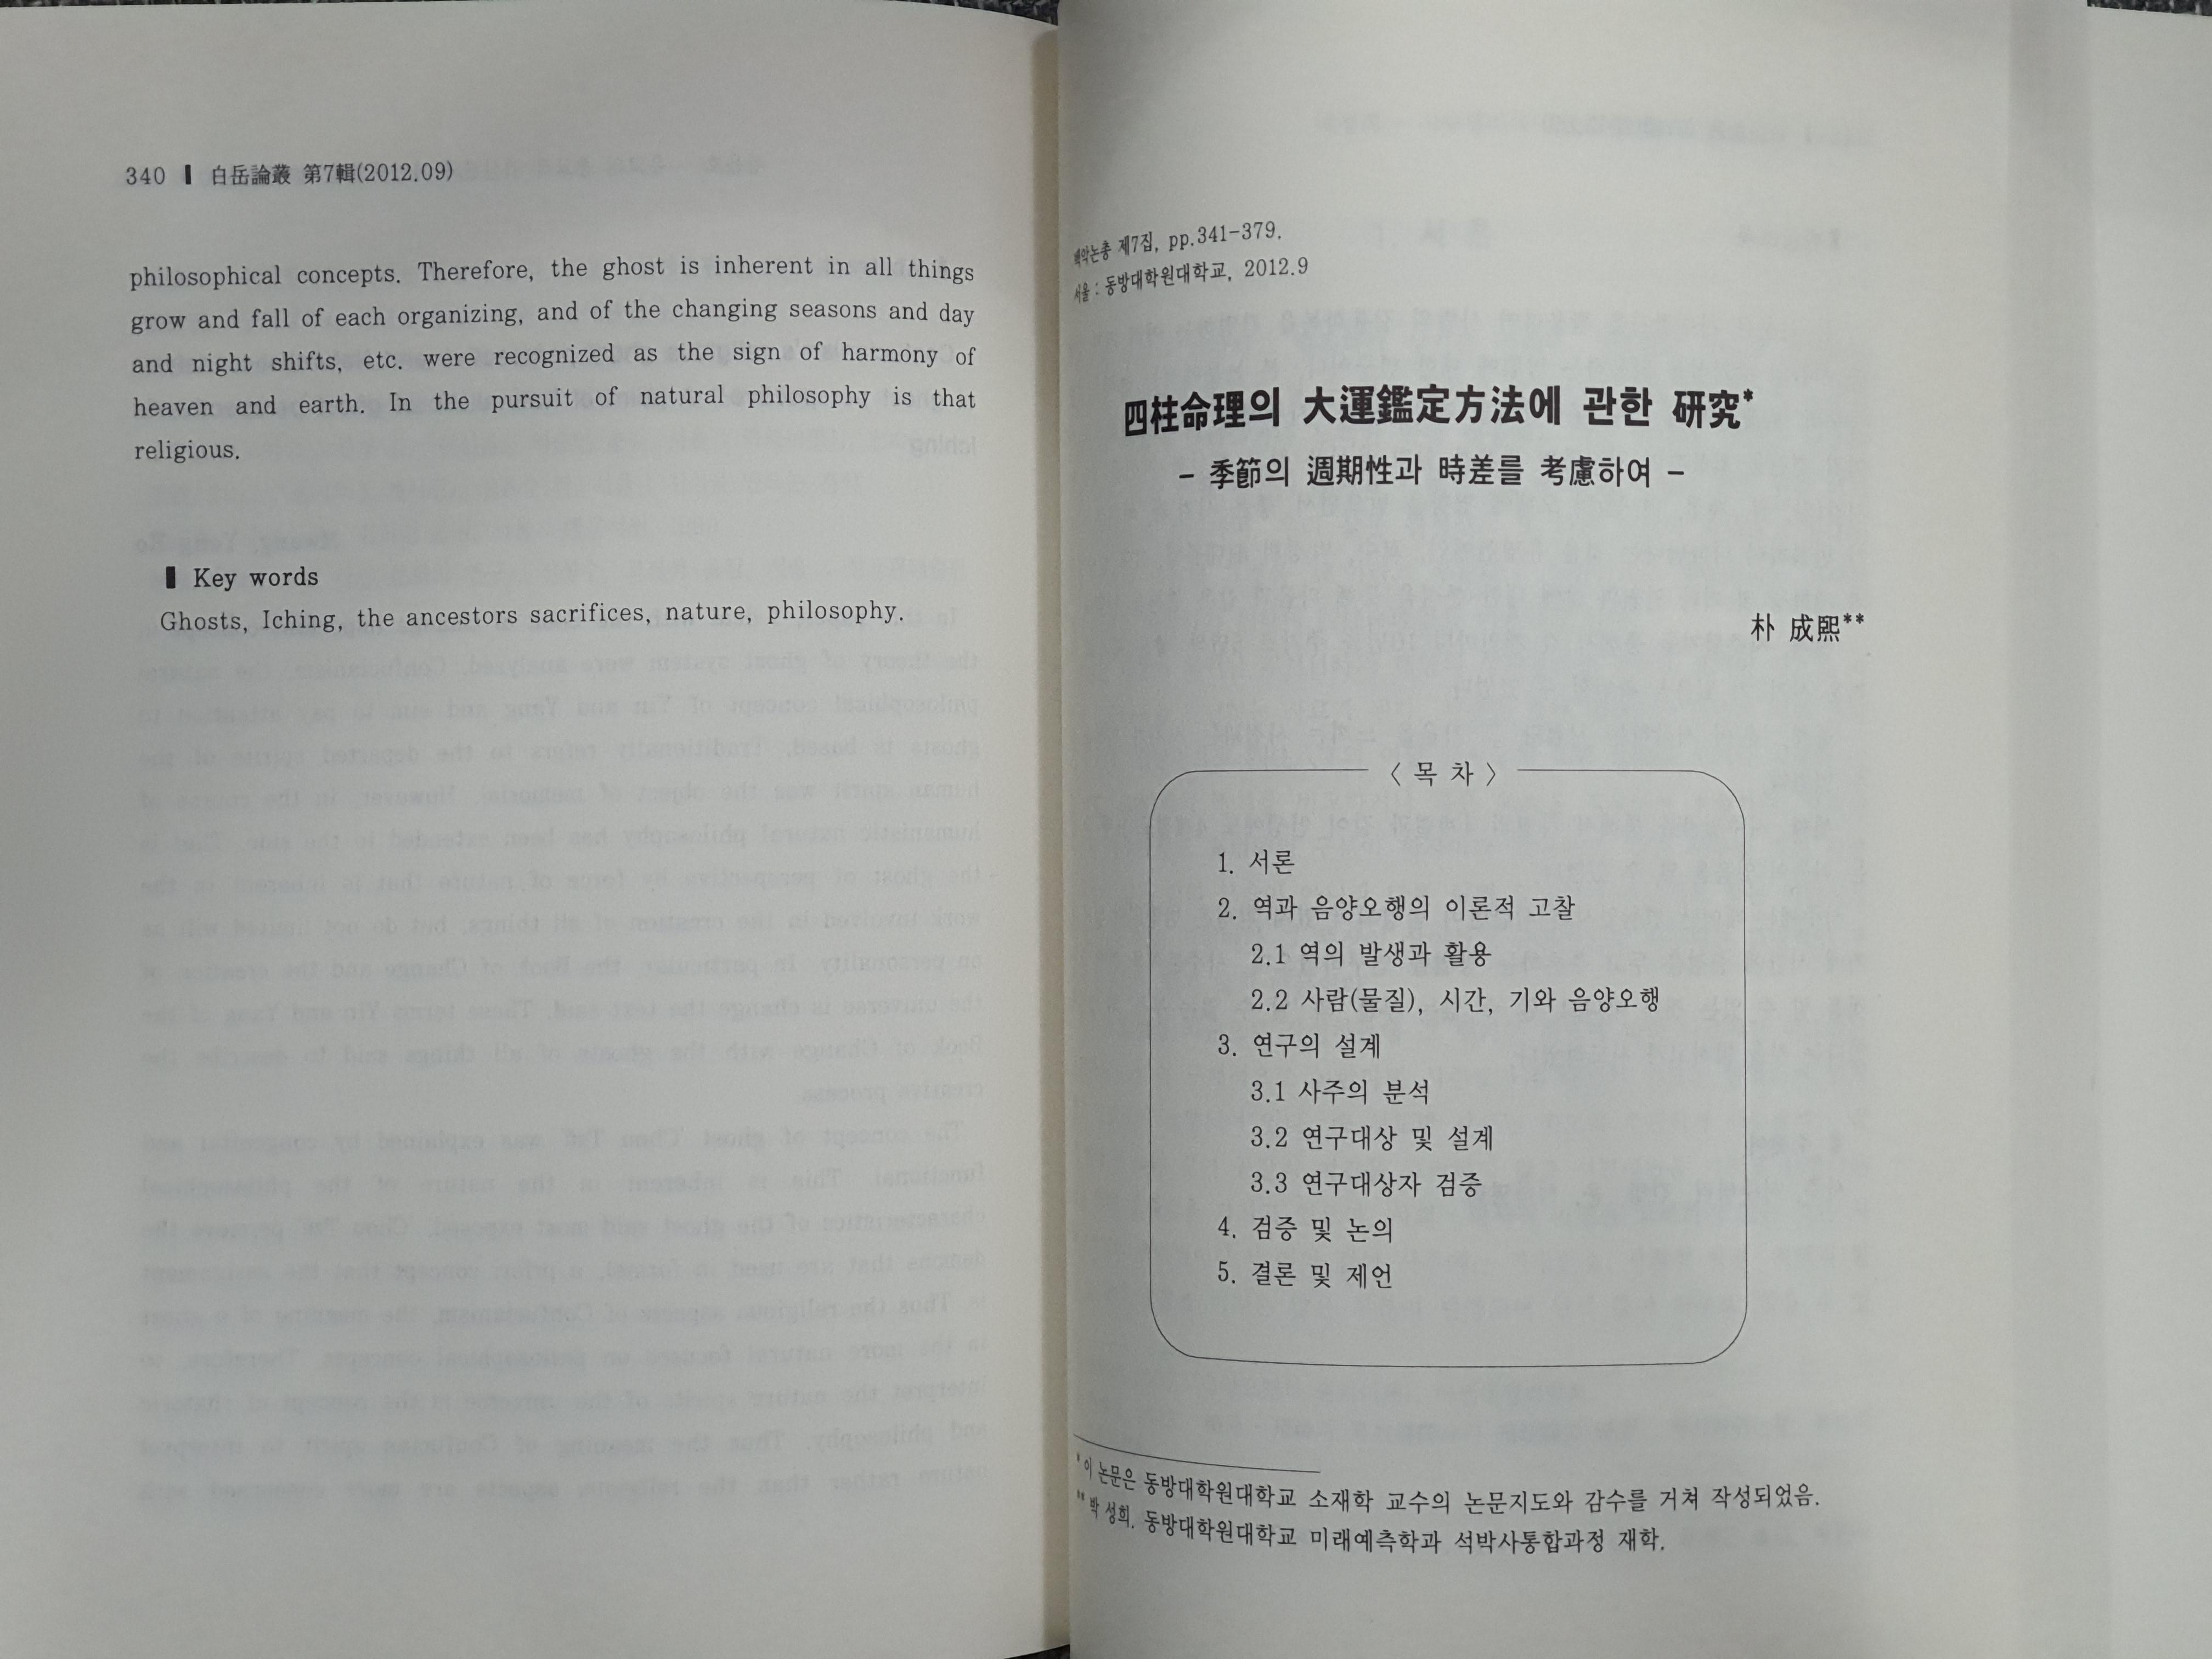 340 ▌ 白岳論叢 第7輯(2012.09)
philosophical concepts. Therefore, the ghost is inherent in all things
grow and fall of each organizing, and of the changing seasons and day
and night shifts, etc. were recognized as the sign of harmony of
heaven and earth. In the pursuit of natural philosophy is that
religious.
▌ Key words
Ghosts, Iching, the ancestors sacrifices, nature, philosophy.
백악논총 제7집, pp.341-379.
서울 : 동방대학원대학교, 2012.9
四柱命理의 大運鑑定方法에 관한 研究*
- 季節의 週期性과 時差를 考慮하여 -
朴 成熙**
〈 목 차 〉
1. 서론
2. 역과 음양오행의 이론적 고찰
2.1 역의 발생과 활용
2.2 사람(물질), 시간, 기와 음양오행
3. 연구의 설계
3.1 사주의 분석
3.2 연구대상 및 설계
3.3 연구대상자 검증
4. 검증 및 논의
5. 결론 및 제언
* 이 논문은 동방대학원대학교 소재학 교수의 논문지도와 감수를 거쳐 작성되었음.
** 박 성희. 동방대학원대학교 미래예측학과 석박사통합과정 재학.